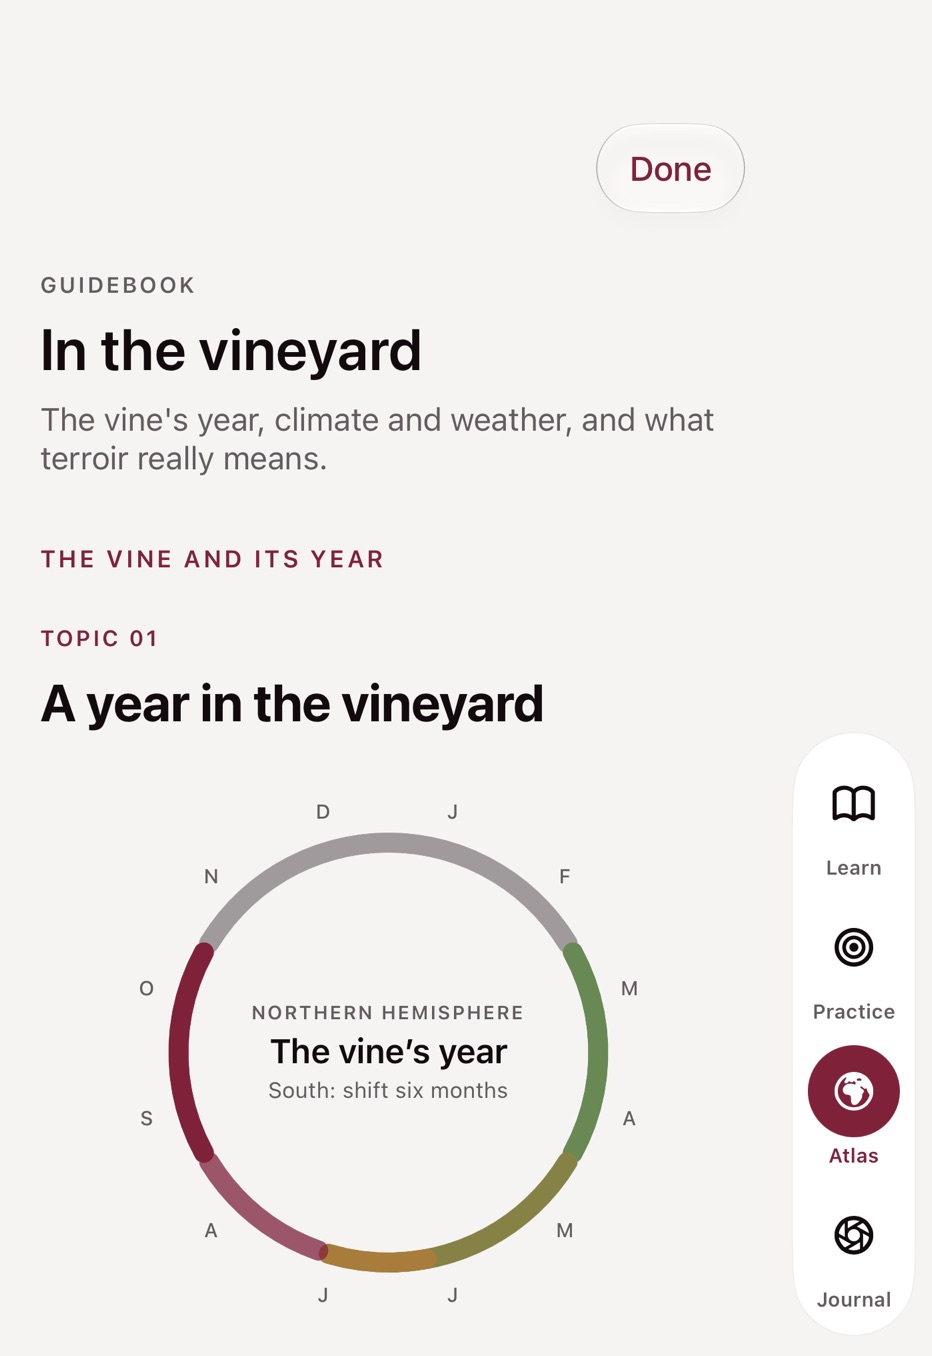 Done
GUIDEBOOK
In the vineyard
The vine's year, climate and weather, and what
terroir really means.
THE VINE AND ITS YEAR
TOPIC 01
A year in the vineyard
D
J
N
F
O
M
NORTHERN HEMISPHERE
The vine’s year
South: shift six months
S
A
A
M
J
J
Learn
Practice
Atlas
Journal